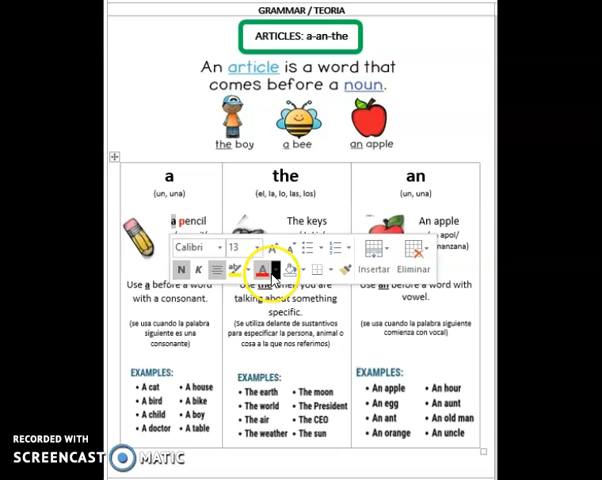 GRAMMAR / TEORIA
ARTICLES: a-an-the
An article is a word that
comes before a noun.
the boy
a bee
an apple
a
(un, una)
a pencil
the
(el, la, lo, las, los)
The keys
an
(un, una)
An apple
apol/
manzana)
Calibri
13
N K
Insertar
Eliminar
Use a before a word
with a consonant.
(se usa cuando la palabra
siguiente es una
consonante)
Use the when you are
talking about something
specific.
(Se utiliza delante de sustantivos
para especificar la persona, animal o
cosa a la que nos referimos)
Use an before a word with
vowel.
(se usa cuando la palabra siguiente
comienza con vocal)
EXAMPLES:
• A cat • A house
• A bird • A bike
• A child • A boy
• A doctor • A table
EXAMPLES:
• The earth • The moon
• The world • The President
• The air • The CEO
• The weather • The sun
EXAMPLES:
• An apple • An hour
• An egg • An aunt
• An ant • An old man
• An orange • An uncle
RECORDED WITH
SCREENCAST MATIC